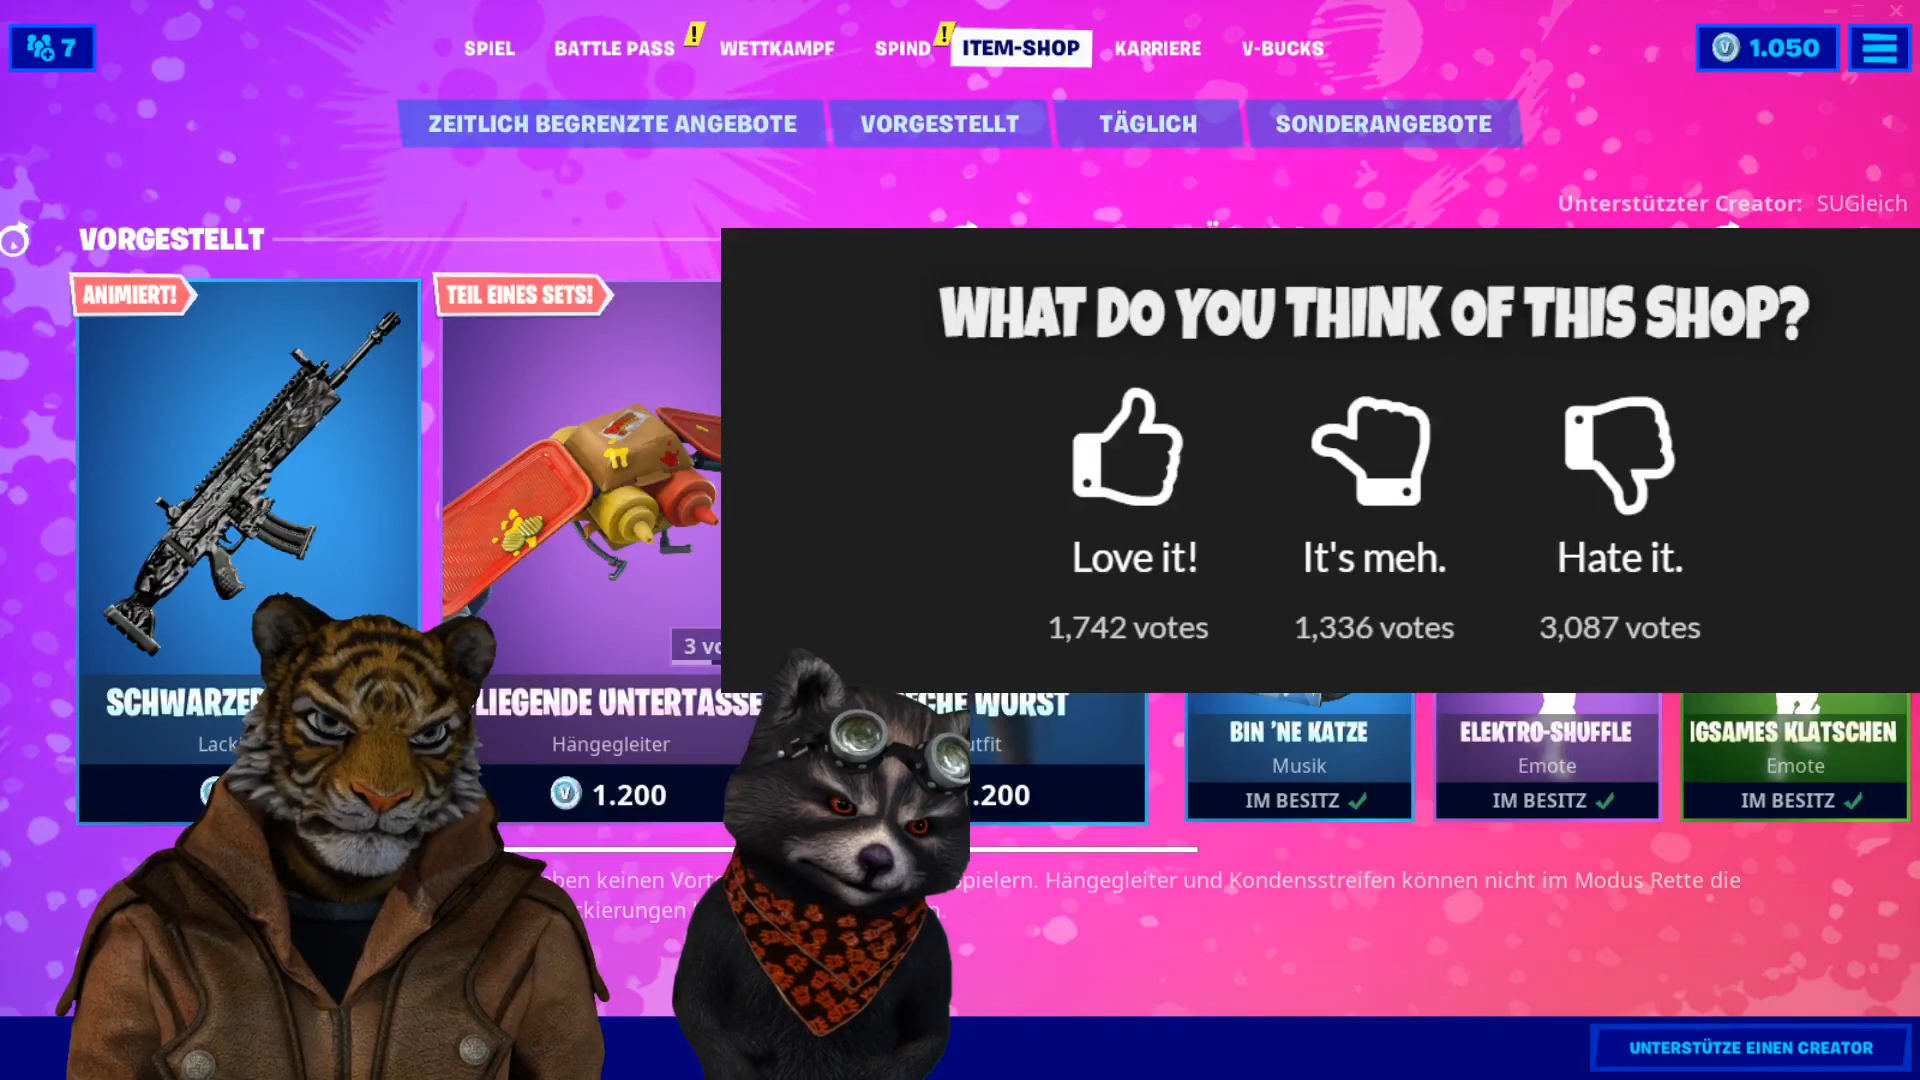 7
SPIEL
BATTLE PASS
!
WETTKAMPF
SPIND
!
ITEM-SHOP
KARRIERE
V-BUCKS
1.050
ZEITLICH BEGRENZTE ANGEBOTE
VORGESTELLT
TÄGLICH
SONDERANGEBOTE
Unterstützter Creator: SUGleich
VORGESTELLT
ANIMIERT!
TEIL EINES SETS!
WHAT DO YOU THINK OF THIS SHOP?
Love it!
It's meh.
Hate it.
1,742 votes
1,336 votes
3,087 votes
LIEGENDE UNTERTASSE
Hängegleiter
1.200
WURST
.200
BIN 'NE KATZE
Musik
IM BESITZ
ELEKTRO-SHUFFLE
Emote
IM BESITZ
IGSAMES KLATSCHEN
Emote
IM BESITZ
keinen
Spielern. Hängegleiter und Kondensstreifen können nicht im Modus Rette die
UNTERSTÜTZE EINEN CREATOR